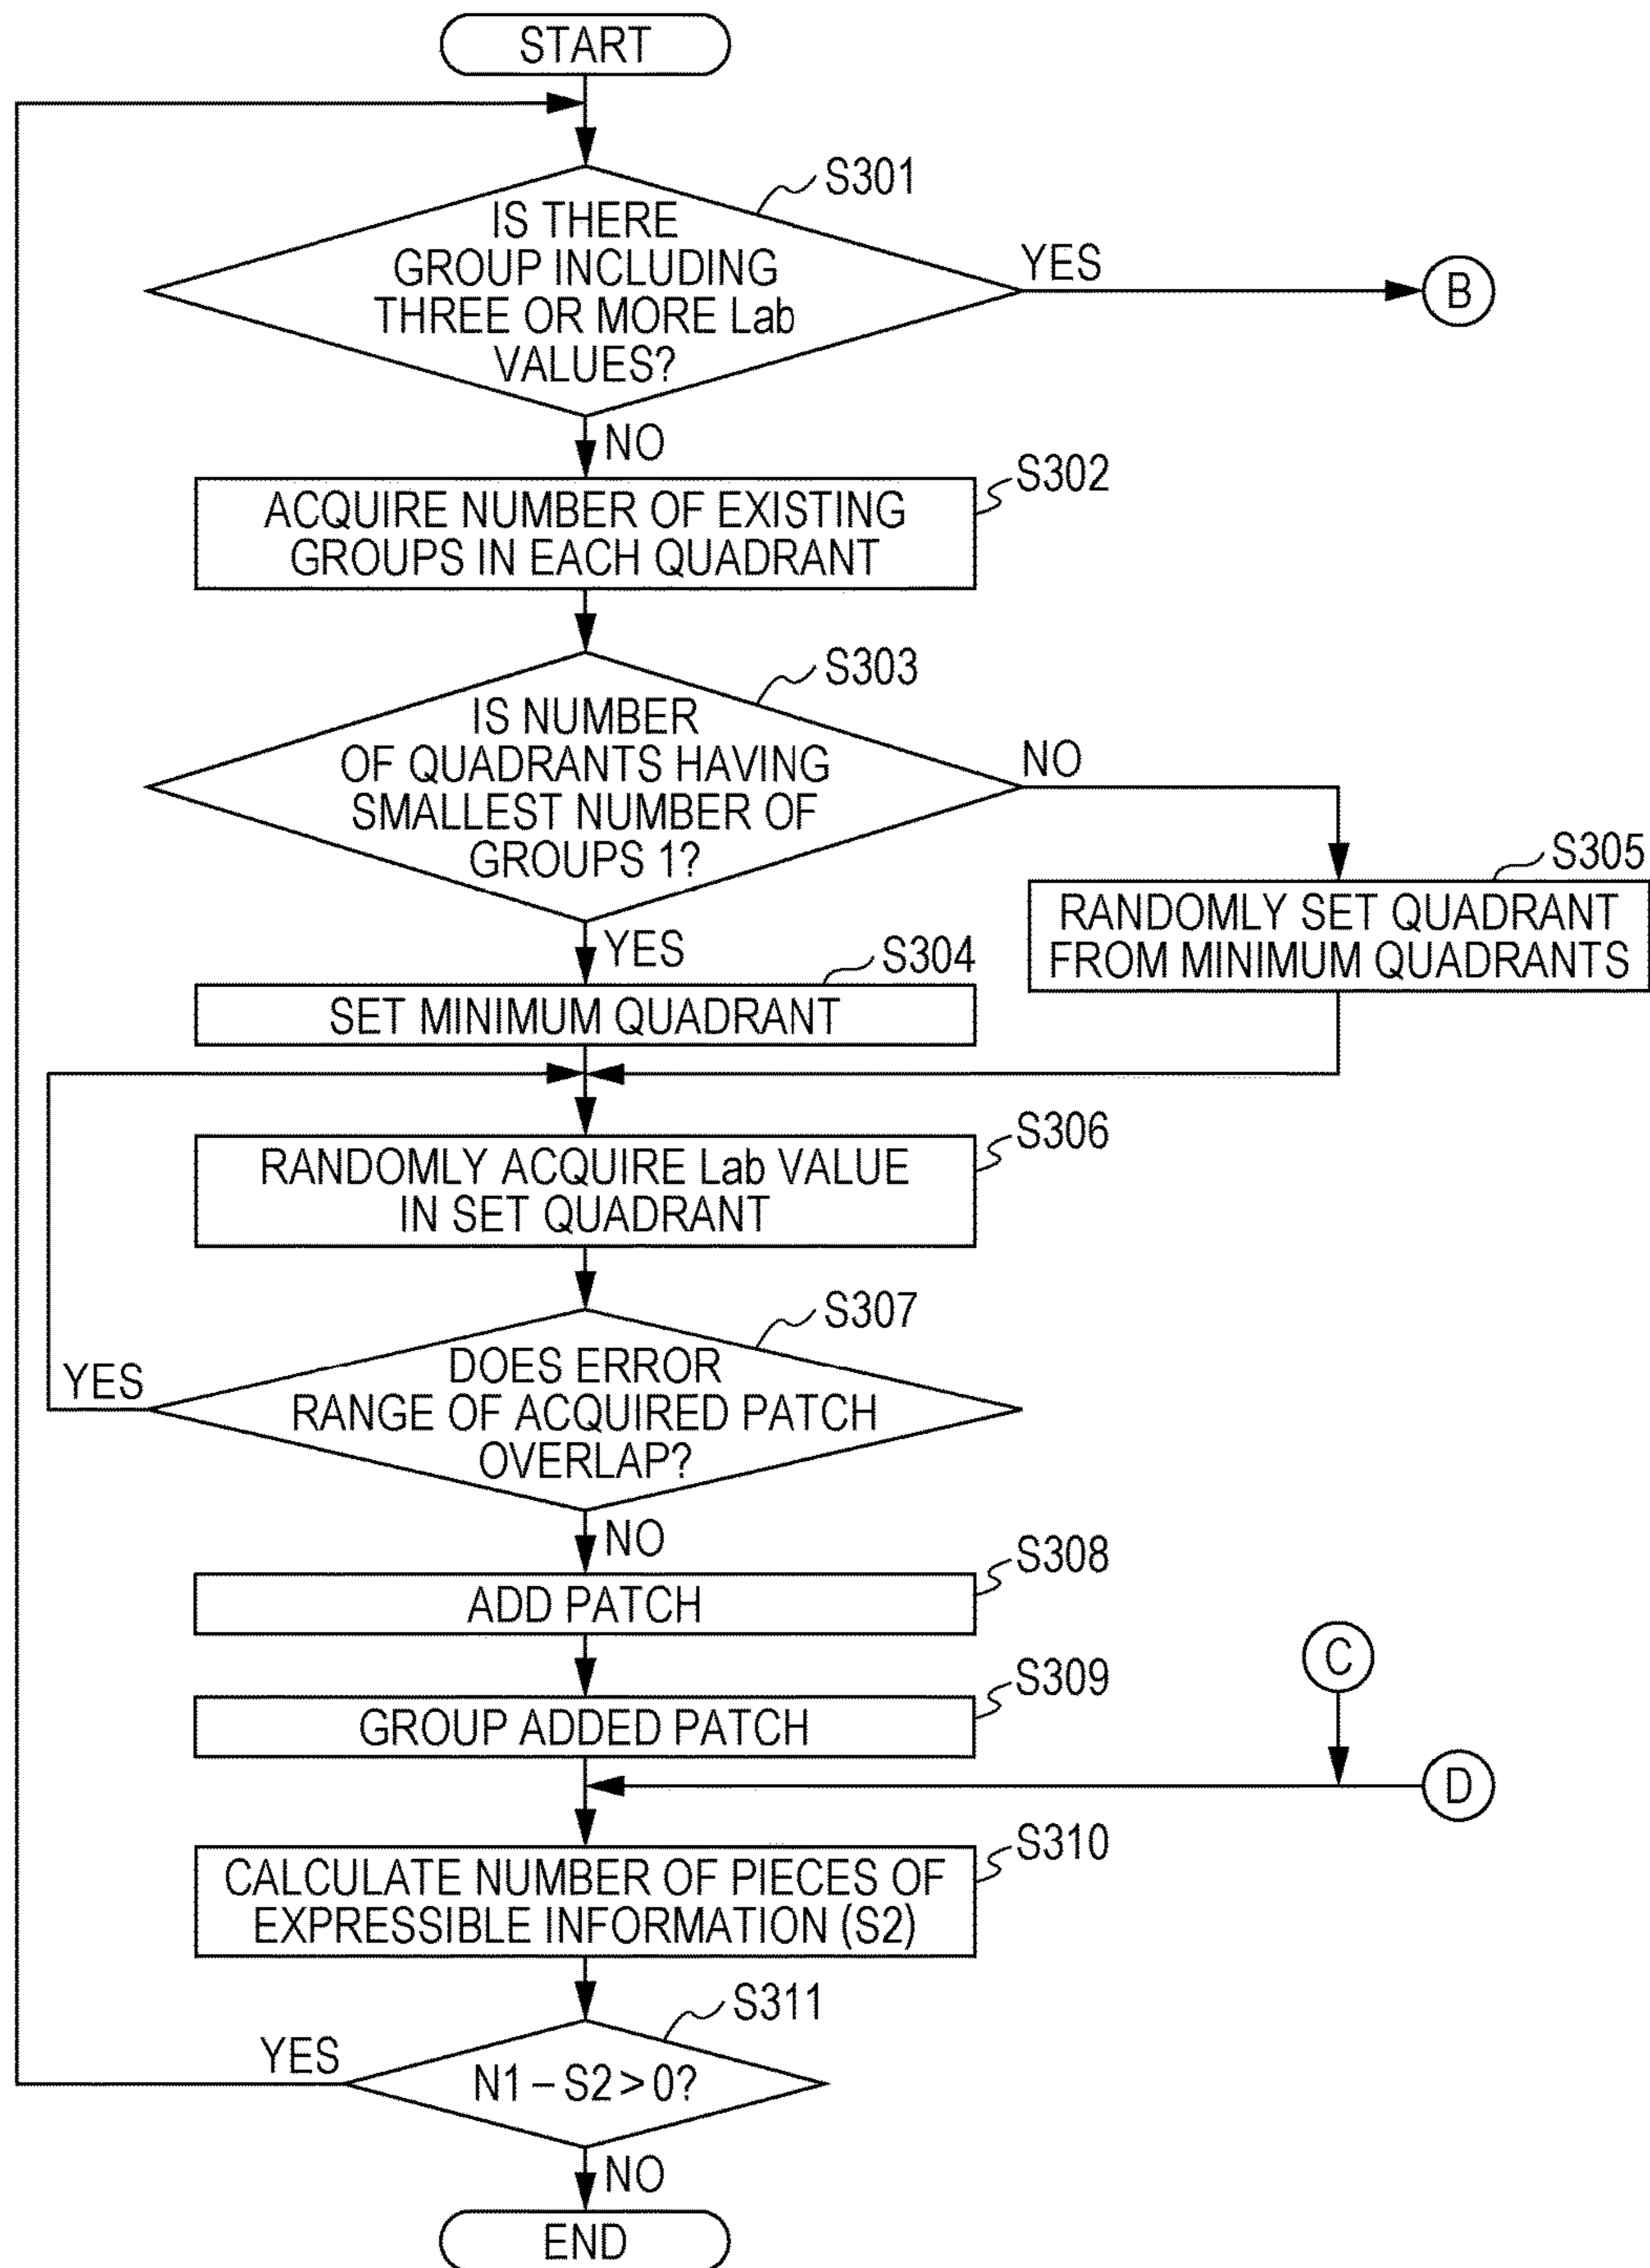 START
S301
IS THERE
GROUP INCLUDING
THREE OR MORE Lab
VALUES?
YES
B
NO
S302
ACQUIRE NUMBER OF EXISTING
GROUPS IN EACH QUADRANT
S303
IS NUMBER
OF QUADRANTS HAVING
SMALLEST NUMBER OF
GROUPS 1?
NO
S305
RANDOMLY SET QUADRANT
FROM MINIMUM QUADRANTS
YES
S304
SET MINIMUM QUADRANT
S306
RANDOMLY ACQUIRE Lab VALUE
IN SET QUADRANT
S307
DOES ERROR
RANGE OF ACQUIRED PATCH
OVERLAP?
YES
NO
S308
ADD PATCH
S309
GROUP ADDED PATCH
C
D
S310
CALCULATE NUMBER OF PIECES OF
EXPRESSIBLE INFORMATION (S2)
S311
N1 – S2 > 0?
YES
NO
END